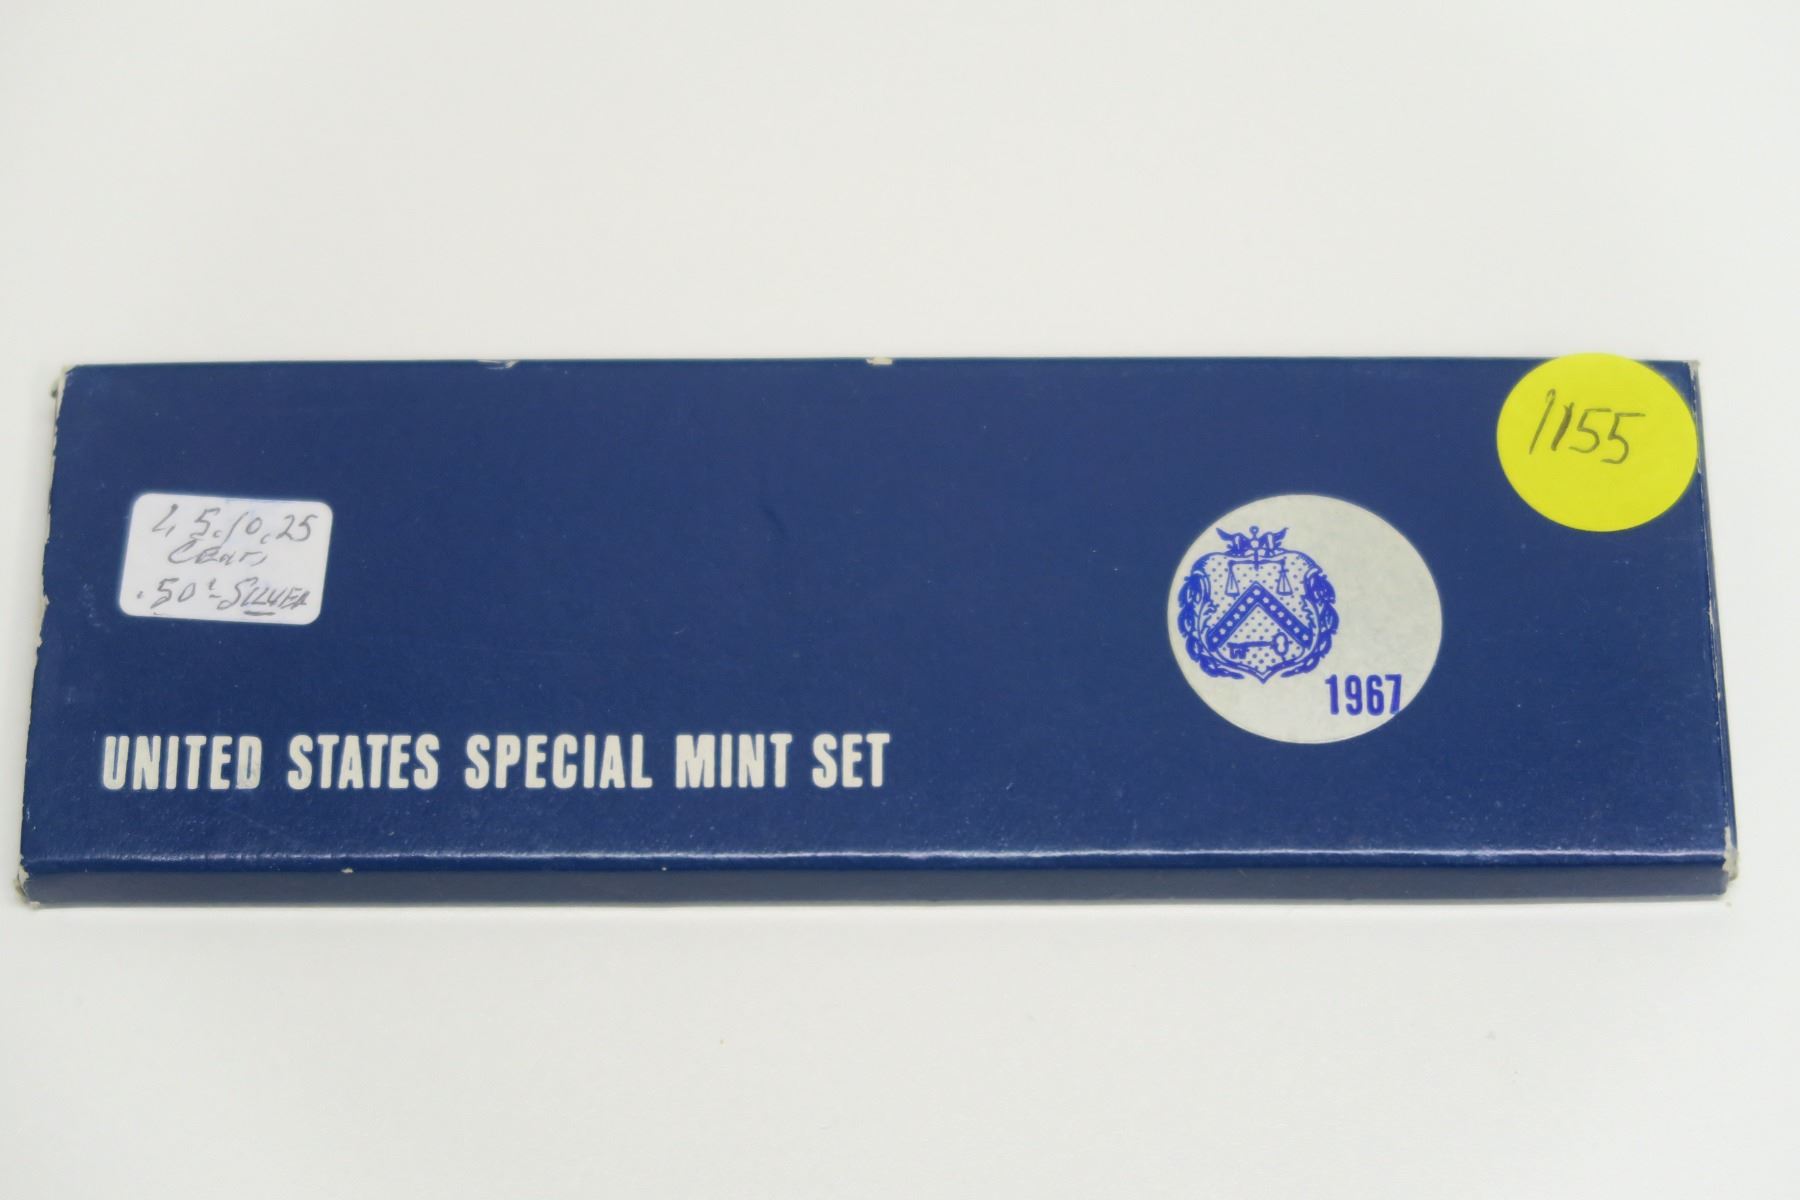 1155
1, 5, 10, 25
Cents
.50¢ - SILVER
1967
UNITED STATES SPECIAL MINT SET